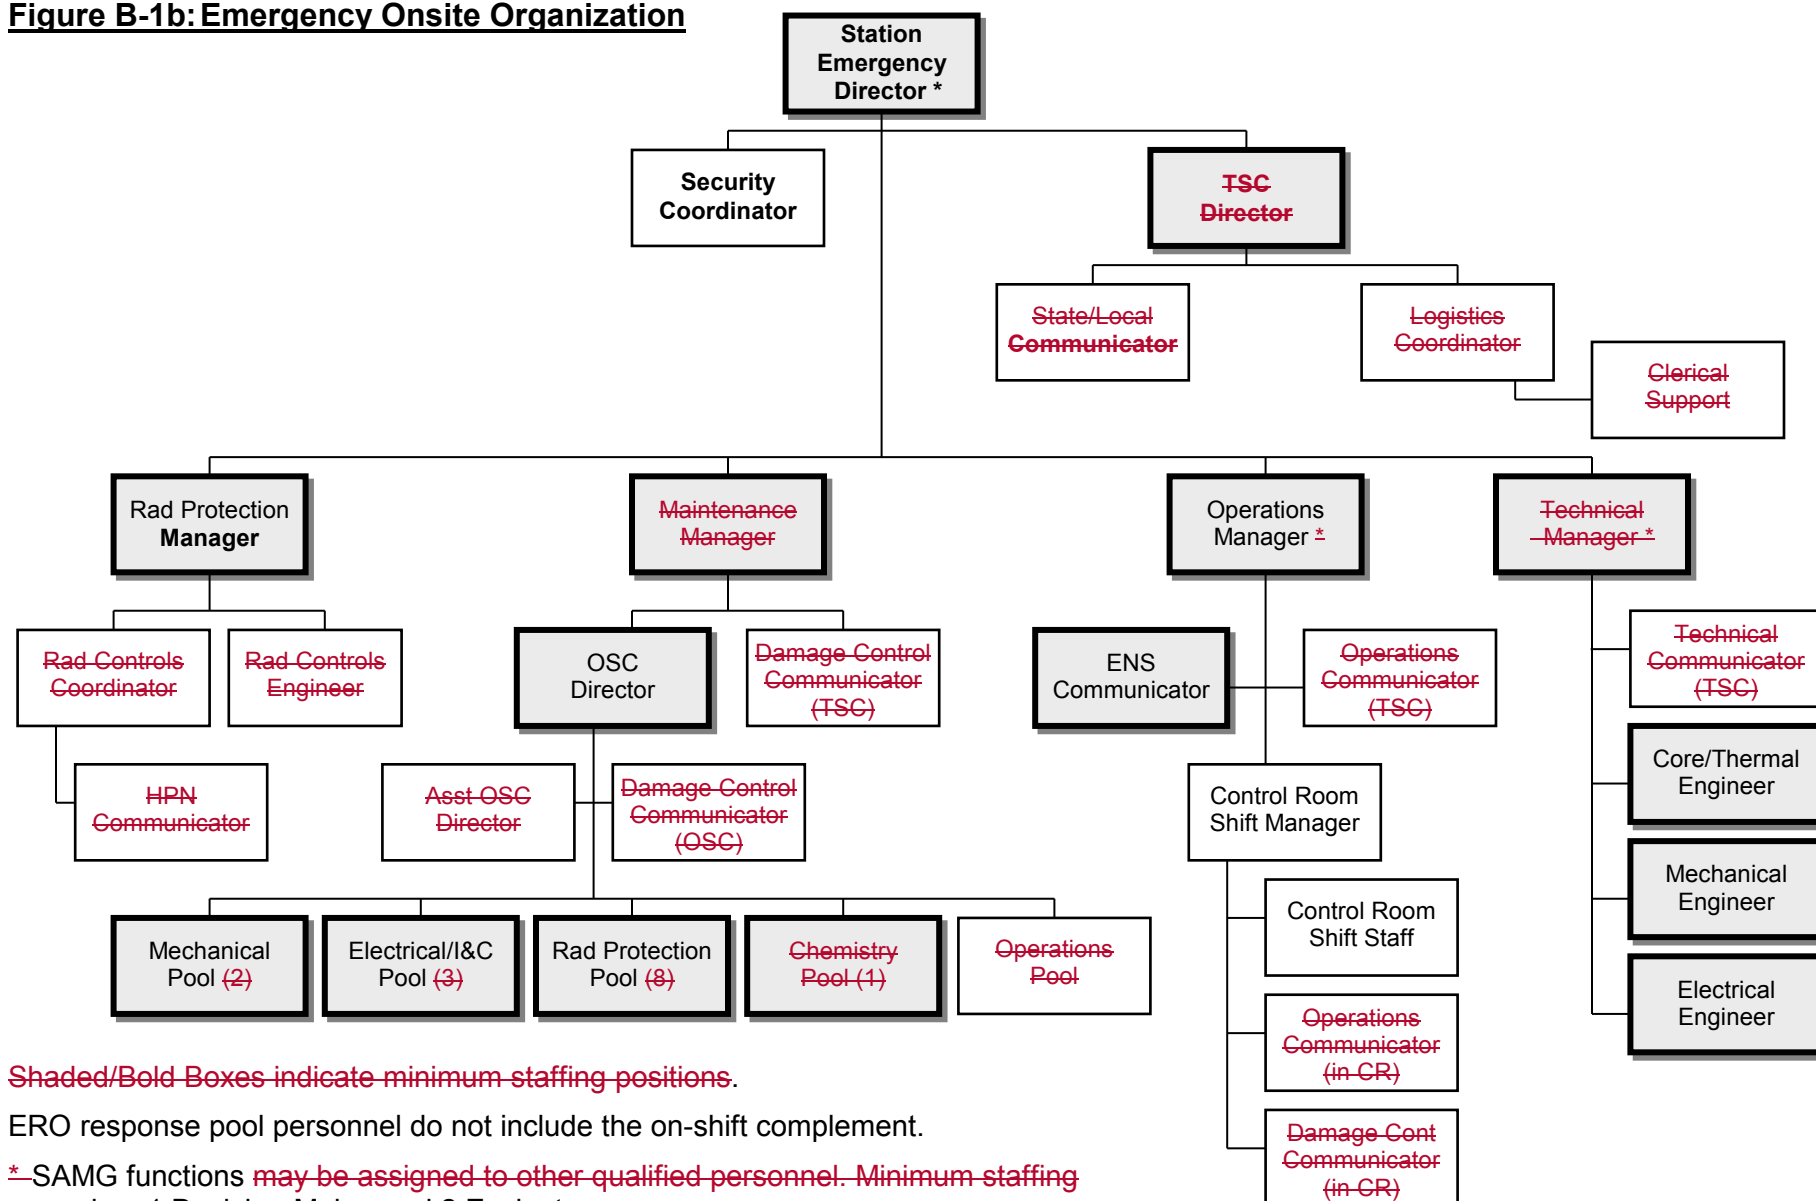 Figure B-1b: Emergency Onsite Organization
Station
Emergency
Director *
Security
Coordinator
TSC
Director
State/Local
Communicator
Logistics
Coordinator
Clerical
Support
Rad Protection
Manager
Maintenance
Manager
Operations
Manager *
Technical
Manager *
Rad Controls
Coordinator
Rad Controls
Engineer
OSC
Director
Damage Control
Communicator
(TSC)
ENS
Communicator
Operations
Communicator
(TSC)
Technical
Communicator
(TSC)
HPN
Communicator
Asst OSC
Director
Damage Control
Communicator
(OSC)
Control Room
Shift Manager
Core/Thermal
Engineer
Mechanical
Engineer
Electrical
Engineer
Mechanical
Pool (2)
Electrical/I&C
Pool (3)
Rad Protection
Pool (8)
Chemistry
Pool (1)
Operations
Pool
Control Room
Shift Staff
Operations
Communicator
(in CR)
Damage Cont
Communicator
(in CR)
Shaded/Bold Boxes indicate minimum staffing positions.
ERO response pool personnel do not include the on-shift complement.
* SAMG functions may be assigned to other qualified personnel. Minimum staffing